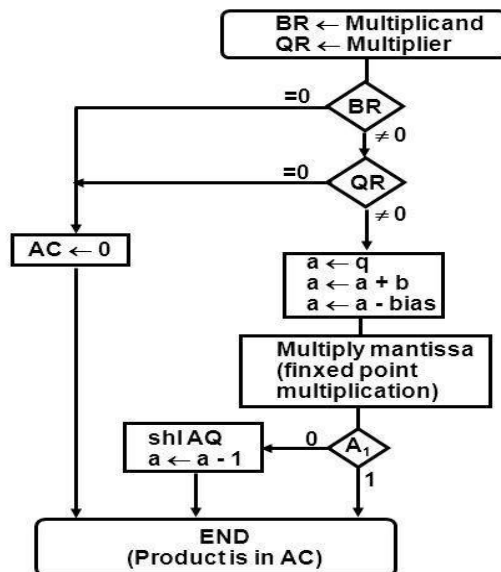 BR ← Multiplicand
QR ← Multiplier
=0
BR
≠ 0
=0
QR
≠ 0
AC ← 0
a ← q
a ← a + b
a ← a - bias
Multiply mantissa
(finxed point
multiplication)
shl AQ
a ← a - 1
0
A₁
1
END
(Product is in AC)